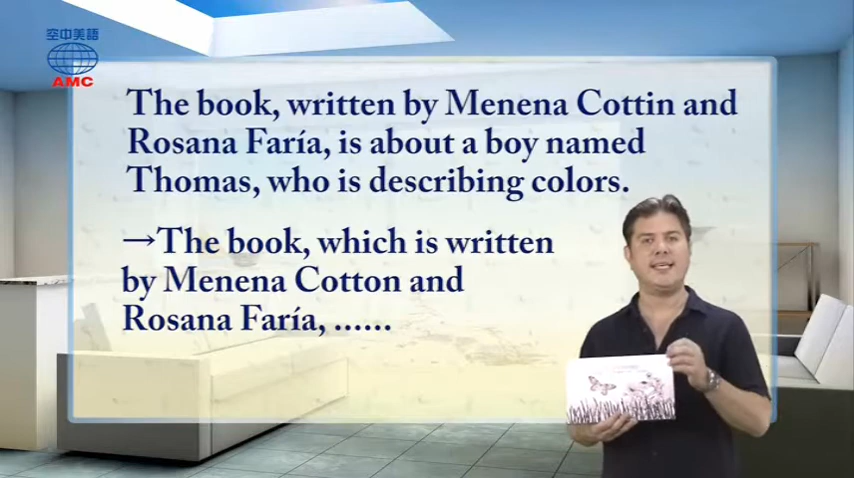 空中美語
AMC
The book, written by Menena Cottin and
Rosana Faría, is about a boy named
Thomas, who is describing colors.
→The book, which is written
by Menena Cotton and
Rosana Faría, ......